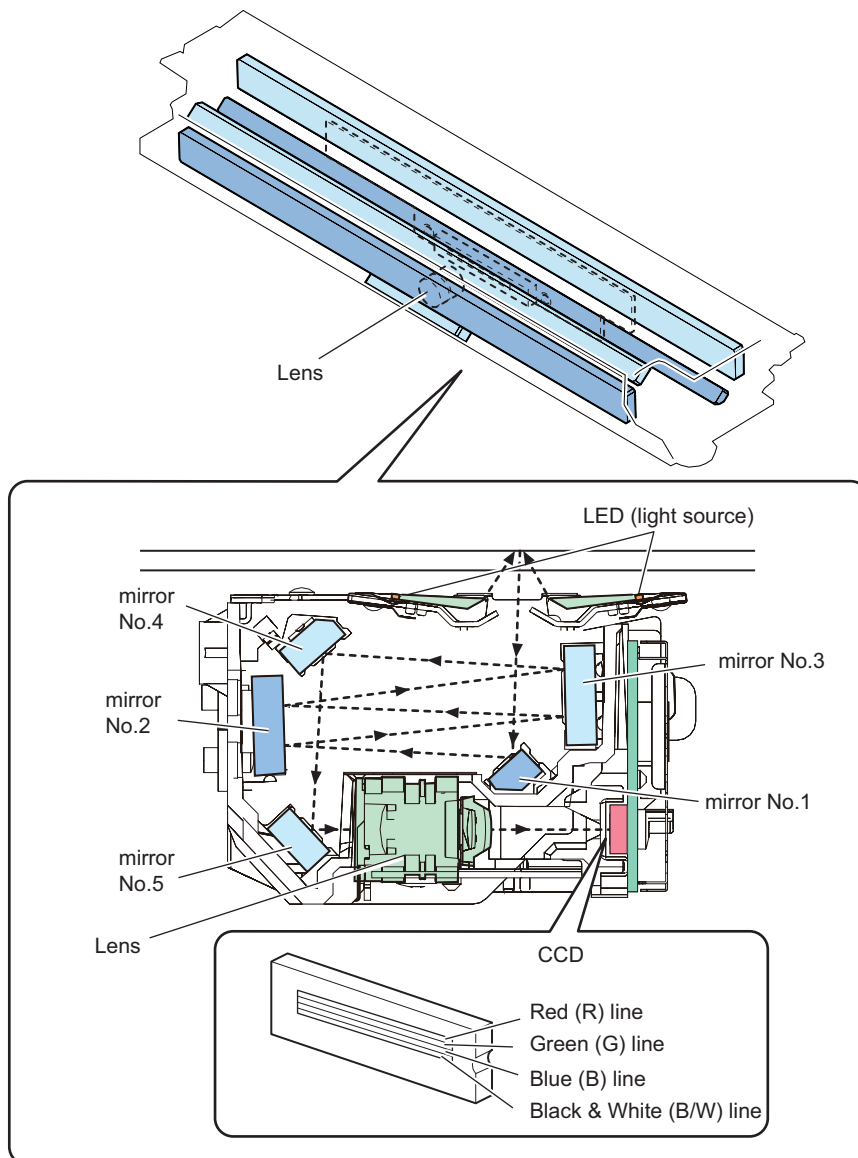 Lens
LED (light source)
mirror
No.4
mirror No.3
mirror
No.2
mirror No.1
mirror
No.5
Lens
CCD
Red (R) line
Green (G) line
Blue (B) line
Black & White (B/W) line